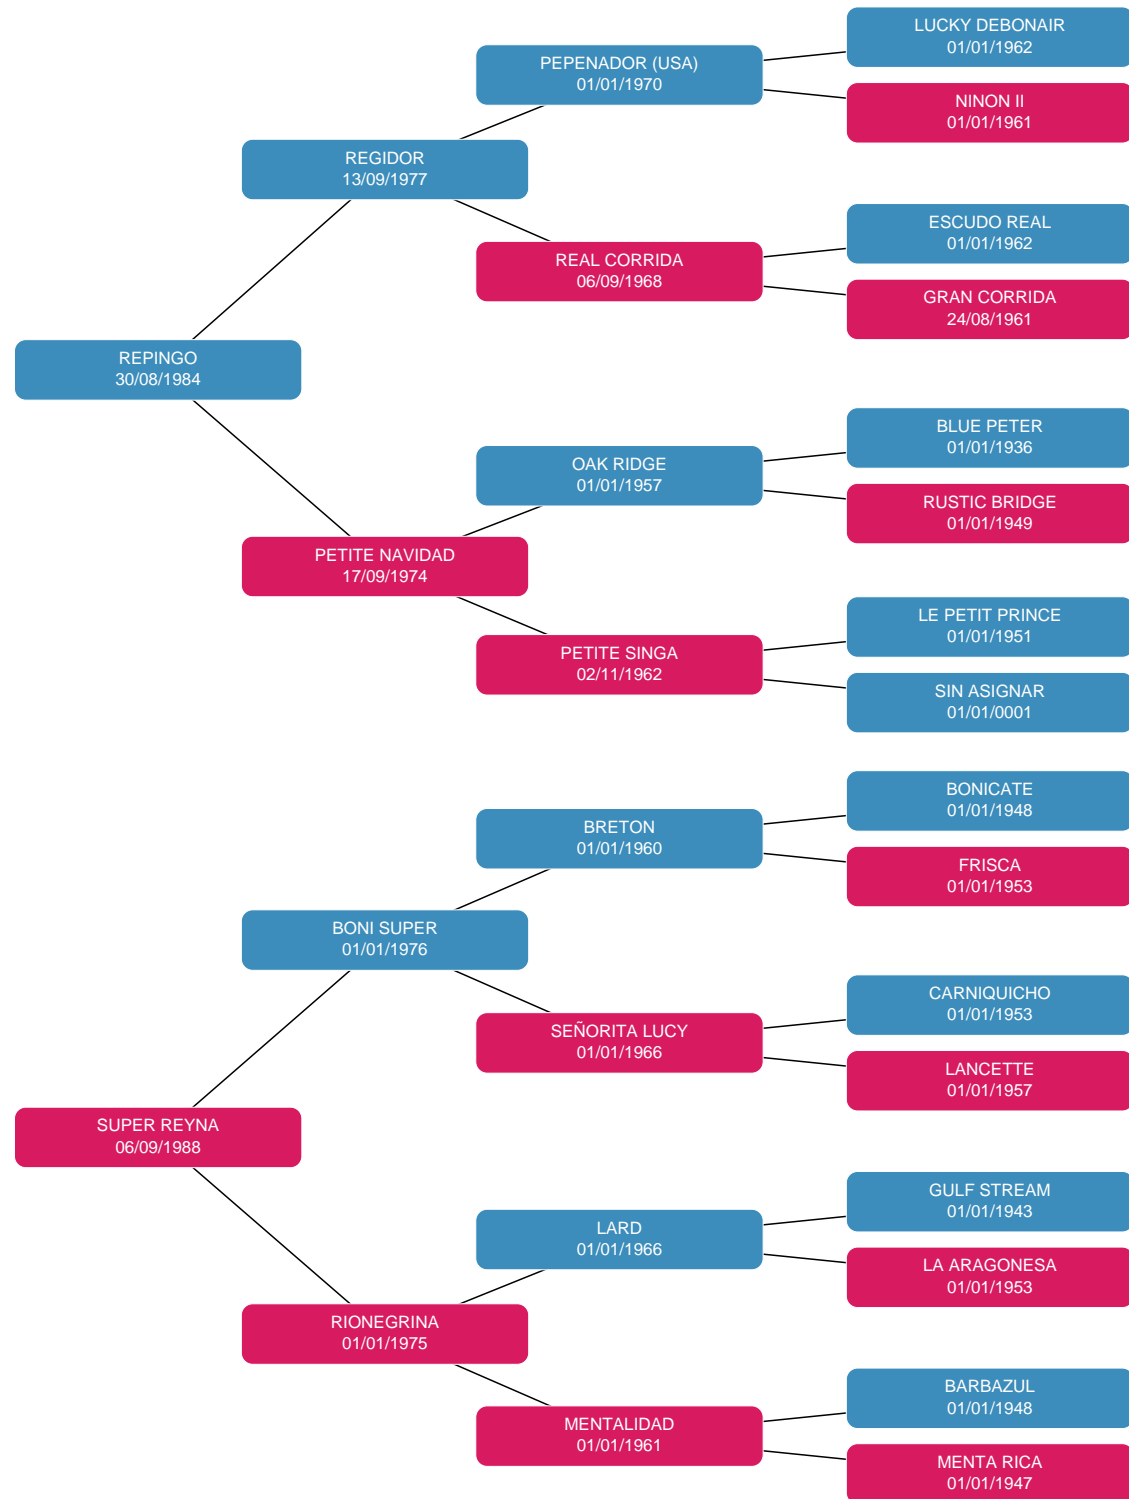 LUCKY DEBONAIR
01/01/1962
PEPENADOR (USA)
01/01/1970
NINON II
01/01/1961
REGIDOR
13/09/1977
ESCUDO REAL
01/01/1962
REAL CORRIDA
06/09/1968
GRAN CORRIDA
24/08/1961
REPINGO
30/08/1984
BLUE PETER
01/01/1936
OAK RIDGE
01/01/1957
RUSTIC BRIDGE
01/01/1949
PETITE NAVIDAD
17/09/1974
LE PETIT PRINCE
01/01/1951
PETITE SINGA
02/11/1962
SIN ASIGNAR
01/01/0001
BONICATE
01/01/1948
BRETON
01/01/1960
FRISCA
01/01/1953
BONI SUPER
01/01/1976
CARNIQUICHO
01/01/1953
SEÑORITA LUCY
01/01/1966
LANCETTE
01/01/1957
SUPER REYNA
06/09/1988
GULF STREAM
01/01/1943
LARD
01/01/1966
LA ARAGONESA
01/01/1953
RIONEGRINA
01/01/1975
BARBAZUL
01/01/1948
MENTALIDAD
01/01/1961
MENTA RICA
01/01/1947